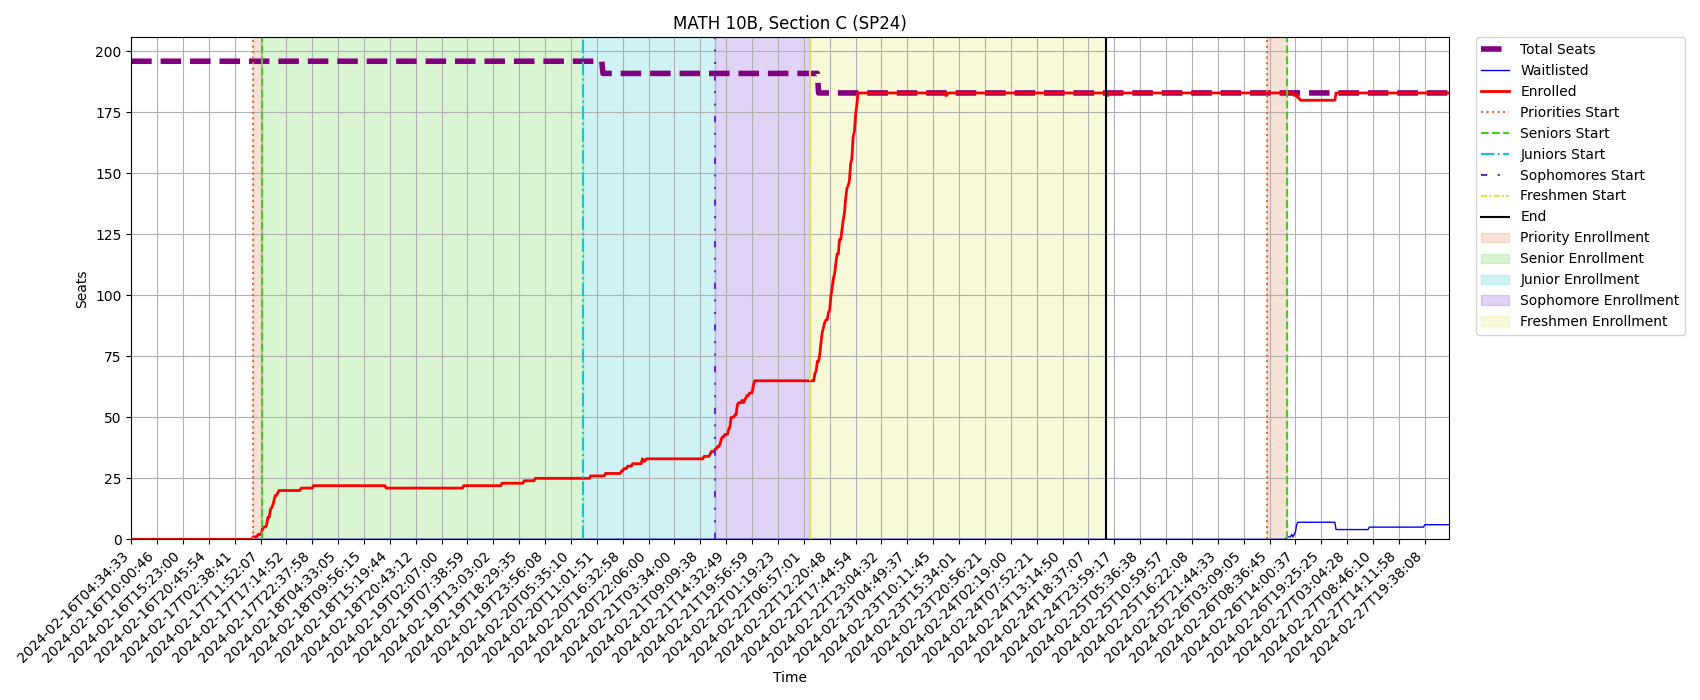 MATH 10B, Section C (SP24)
Seats
200
175
150
125
100
75
50
25
0
2024-02-16T04:34:33
2024-02-16T10:00:46
2024-02-16T15:23:00
2024-02-16T20:45:54
2024-02-17T02:38:41
2024-02-17T11:52:07
2024-02-17T17:14:52
2024-02-17T22:37:58
2024-02-18T04:33:05
2024-02-18T09:56:15
2024-02-18T15:19:44
2024-02-18T20:43:12
2024-02-19T02:07:00
2024-02-19T07:38:59
2024-02-19T13:03:02
2024-02-19T18:29:35
2024-02-19T23:56:08
2024-02-20T05:35:10
2024-02-20T11:01:51
2024-02-20T16:32:58
2024-02-20T22:06:00
2024-02-21T03:34:00
2024-02-21T09:09:38
2024-02-21T14:32:49
2024-02-21T19:56:59
2024-02-22T01:19:23
2024-02-22T06:57:01
2024-02-22T12:20:48
2024-02-22T17:44:54
2024-02-22T23:04:32
2024-02-23T04:49:37
2024-02-23T10:11:45
2024-02-23T15:34:01
2024-02-23T20:56:21
2024-02-24T02:19:00
2024-02-24T07:52:21
2024-02-24T13:14:50
2024-02-24T18:37:07
2024-02-24T23:59:17
2024-02-25T05:36:38
2024-02-25T10:59:57
2024-02-25T16:22:08
2024-02-25T21:44:33
2024-02-26T03:09:05
2024-02-26T08:36:45
2024-02-26T14:00:37
2024-02-26T19:25:25
2024-02-27T03:04:28
2024-02-27T08:46:10
2024-02-27T14:11:58
2024-02-27T19:38:08
Time
Total Seats
Waitlisted
Enrolled
Priorities Start
Seniors Start
Juniors Start
Sophomores Start
Freshmen Start
End
Priority Enrollment
Senior Enrollment
Junior Enrollment
Sophomore Enrollment
Freshmen Enrollment